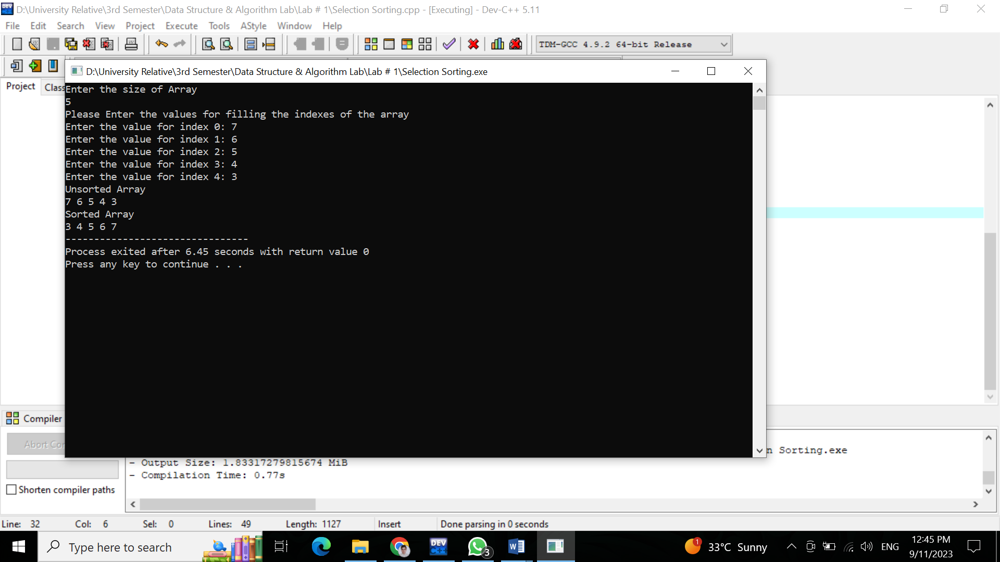 D:\University Relative\3rd Semester\Data Structure & Algorithm Lab\Lab # 1\Selection Sorting.cpp - [Executing] - Dev-C++ 5.11
File Edit Search View Project Execute Tools AStyle Window Help
TDM-GCC 4.9.2 64-bit Release
D:\University Relative\3rd Semester\Data Structure & Algorithm Lab\Lab # 1\Selection Sorting.exe
Project Class
Enter the size of Array
5
Please Enter the values for filling the indexes of the array
Enter the value for index 0: 7
Enter the value for index 1: 6
Enter the value for index 2: 5
Enter the value for index 3: 4
Enter the value for index 4: 3
Unsorted Array
7 6 5 4 3
Sorted Array
3 4 5 6 7
--------------------------------
Process exited after 6.45 seconds with return value 0
Press any key to continue . . .
Compiler
Abort Co
n Sorting.exe
- Output Size: 1.83317279815674 MiB
- Compilation Time: 0.77s
Shorten compiler paths
Line: 32 Col: 6 Sel: 0 Lines: 49 Length: 1127 Insert Done parsing in 0 seconds
Type here to search
DEV C++
3
W
1
33°C Sunny
ENG
12:45 PM
9/11/2023